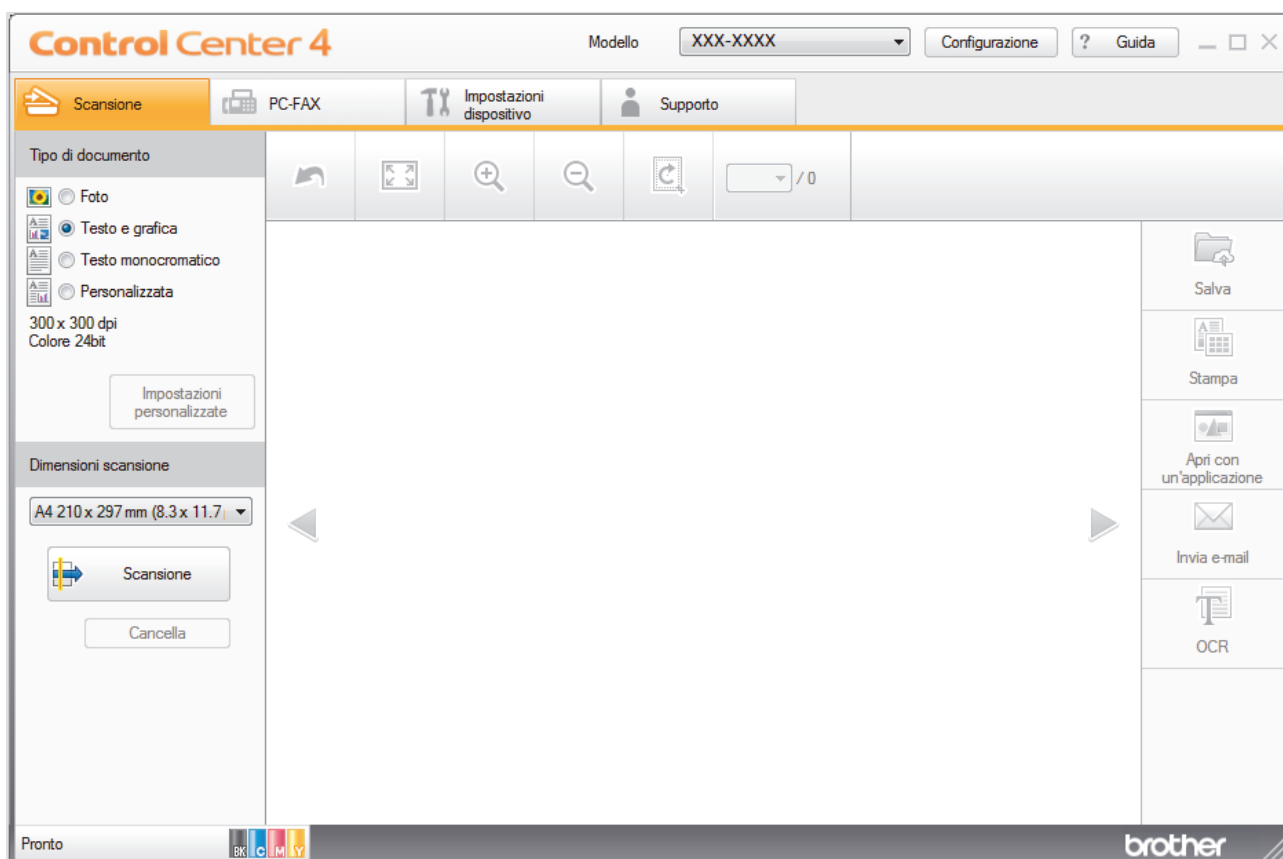 Control Center 4
Modello
XXX-XXXX
Configurazione
? Guida
Scansione
PC-FAX
Impostazioni
dispositivo
Supporto
Tipo di documento
Foto
Testo e grafica
Testo monocromatico
Personalizzata
300 x 300 dpi
Colore 24bit
Impostazioni
personalizzate
Dimensioni scansione
A4 210 x 297 mm (8.3 x 11.7
Scansione
Cancella
/ 0
Salva
Stampa
Apri con
un'applicazione
Invia e-mail
OCR
Pronto
BK C M Y
brother